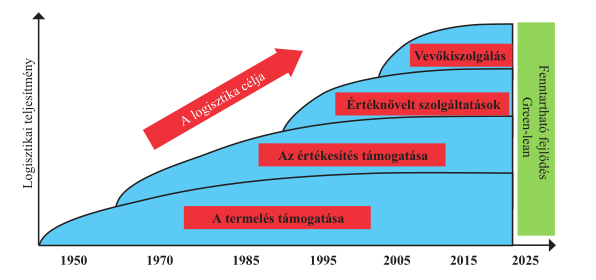 Logisztikai teljesítmény
A logisztika célja
Vevőkiszolgálás
Értéknövelt szolgáltatások
Az értékesítés támogatása
A termelés támogatása
Fenntartható fejlődés
Green-lean
1950 1970 1985 1995 2005 2015 2025